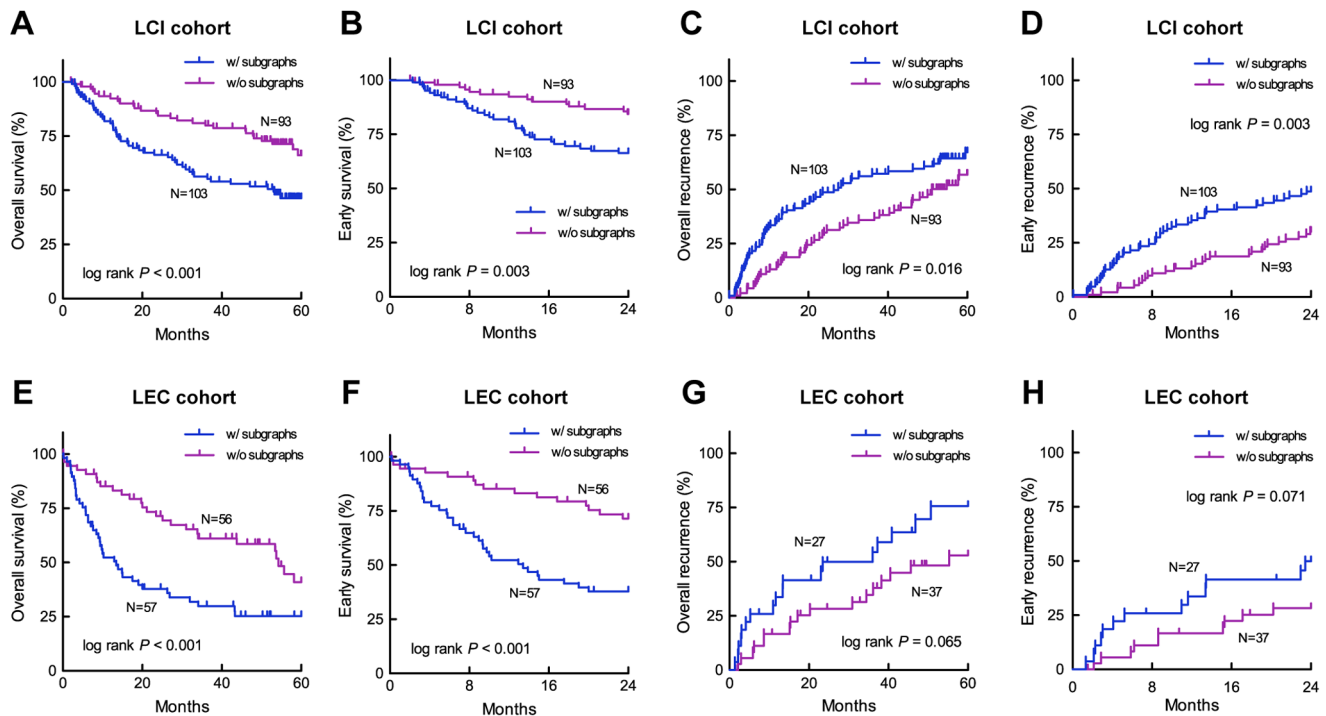 A
LCI cohort
w/ subgraphs
w/o subgraphs
Overall survival (%)
100
75
50
25
0
N=93
N=103
log rank P < 0.001
0 20 40 60
Months
B
LCI cohort
Early survival (%)
100
75
50
25
0
N=93
N=103
w/ subgraphs
w/o subgraphs
log rank P = 0.003
0 8 16 24
Months
C
LCI cohort
w/ subgraphs
w/o subgraphs
Overall recurrence (%)
100
75
50
25
0
N=103
N=93
log rank P = 0.016
0 20 40 60
Months
D
LCI cohort
w/ subgraphs
w/o subgraphs
Early recurrence (%)
100
75
50
25
0
log rank P = 0.003
N=103
N=93
0 8 16 24
Months
E
LEC cohort
w/ subgraphs
w/o subgraphs
Overall survival (%)
100
75
50
25
0
N=56
N=57
log rank P < 0.001
0 20 40 60
Months
F
LEC cohort
w/ subgraphs
w/o subgraphs
Early survival (%)
100
75
50
25
0
N=56
N=57
log rank P < 0.001
0 8 16 24
Months
G
LEC cohort
w/ subgraphs
w/o subgraphs
Overall recurrence (%)
100
75
50
25
0
N=27
N=37
log rank P = 0.065
0 20 40 60
Months
H
LEC cohort
w/ subgraphs
w/o subgraphs
Early recurrence (%)
100
75
50
25
0
log rank P = 0.071
N=27
N=37
0 8 16 24
Months